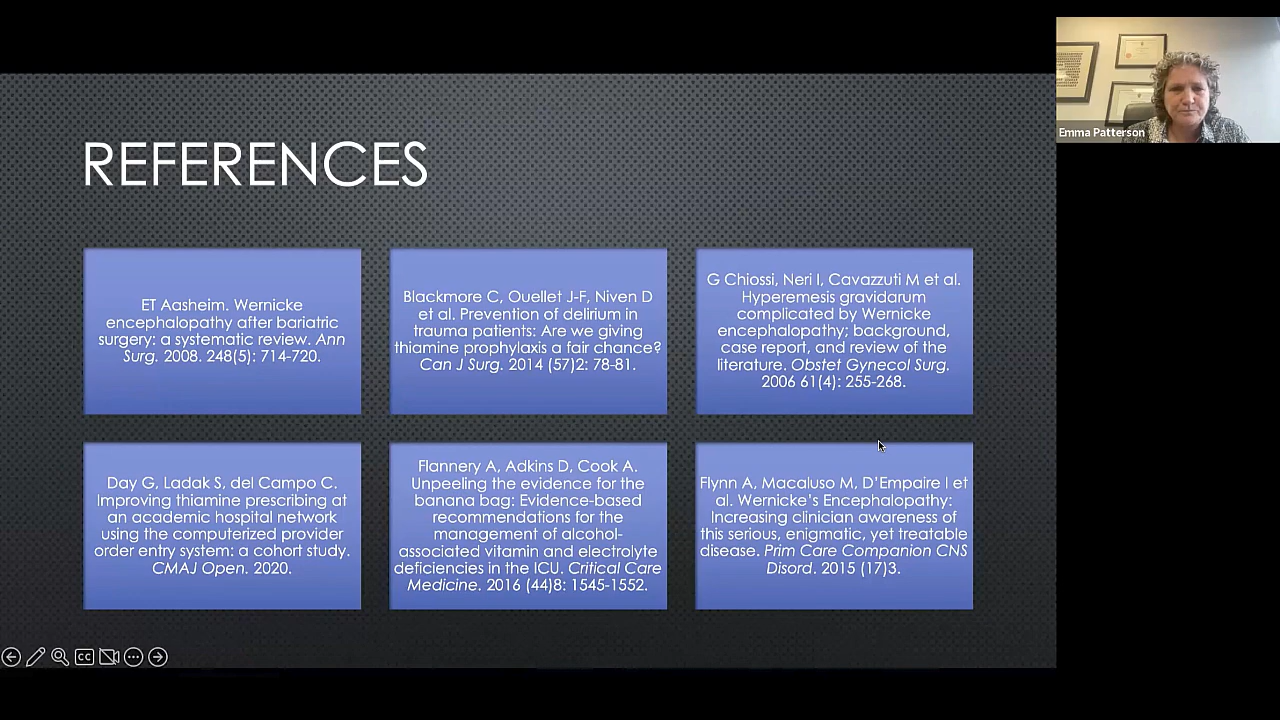 REFERENCES
ET Aasheim. Wernicke
encephalopathy after bariatric
surgery: a systematic review. Ann
Surg. 2008. 248(5): 714-720.
Blackmore C, Ouellet J-F, Niven D
et al. Prevention of delirium in
trauma patients: Are we giving
thiamine prophylaxis a fair chance?
Can J Surg. 2014 (57)2: 78-81.
G Chiossi, Neri I, Cavazzuti M et al.
Hyperemesis gravidarum
complicated by Wernicke
encephalopathy; background,
case report, and review of the
literature. Obstet Gynecol Surg.
2006 61(4): 255-268.
Day G, Ladak S, del Campo C.
Improving thiamine prescribing at
an academic hospital network
using the computerized provider
order entry system: a cohort study.
CMAJ Open. 2020.
Flannery A, Adkins D, Cook A.
Unpeeling the evidence for the
banana bag: Evidence-based
recommendations for the
management of alcohol-
associated vitamin and electrolyte
deficiencies in the ICU. Critical Care
Medicine. 2016 (44)8: 1545-1552.
Flynn A, Macaluso M, D'Empaire I et
al. Wernicke's Encephalopathy:
Increasing clinician awareness of
this serious, enigmatic, yet treatable
disease. Prim Care Companion CNS
Disord. 2015 (17)3.
Emma Patterson
CC